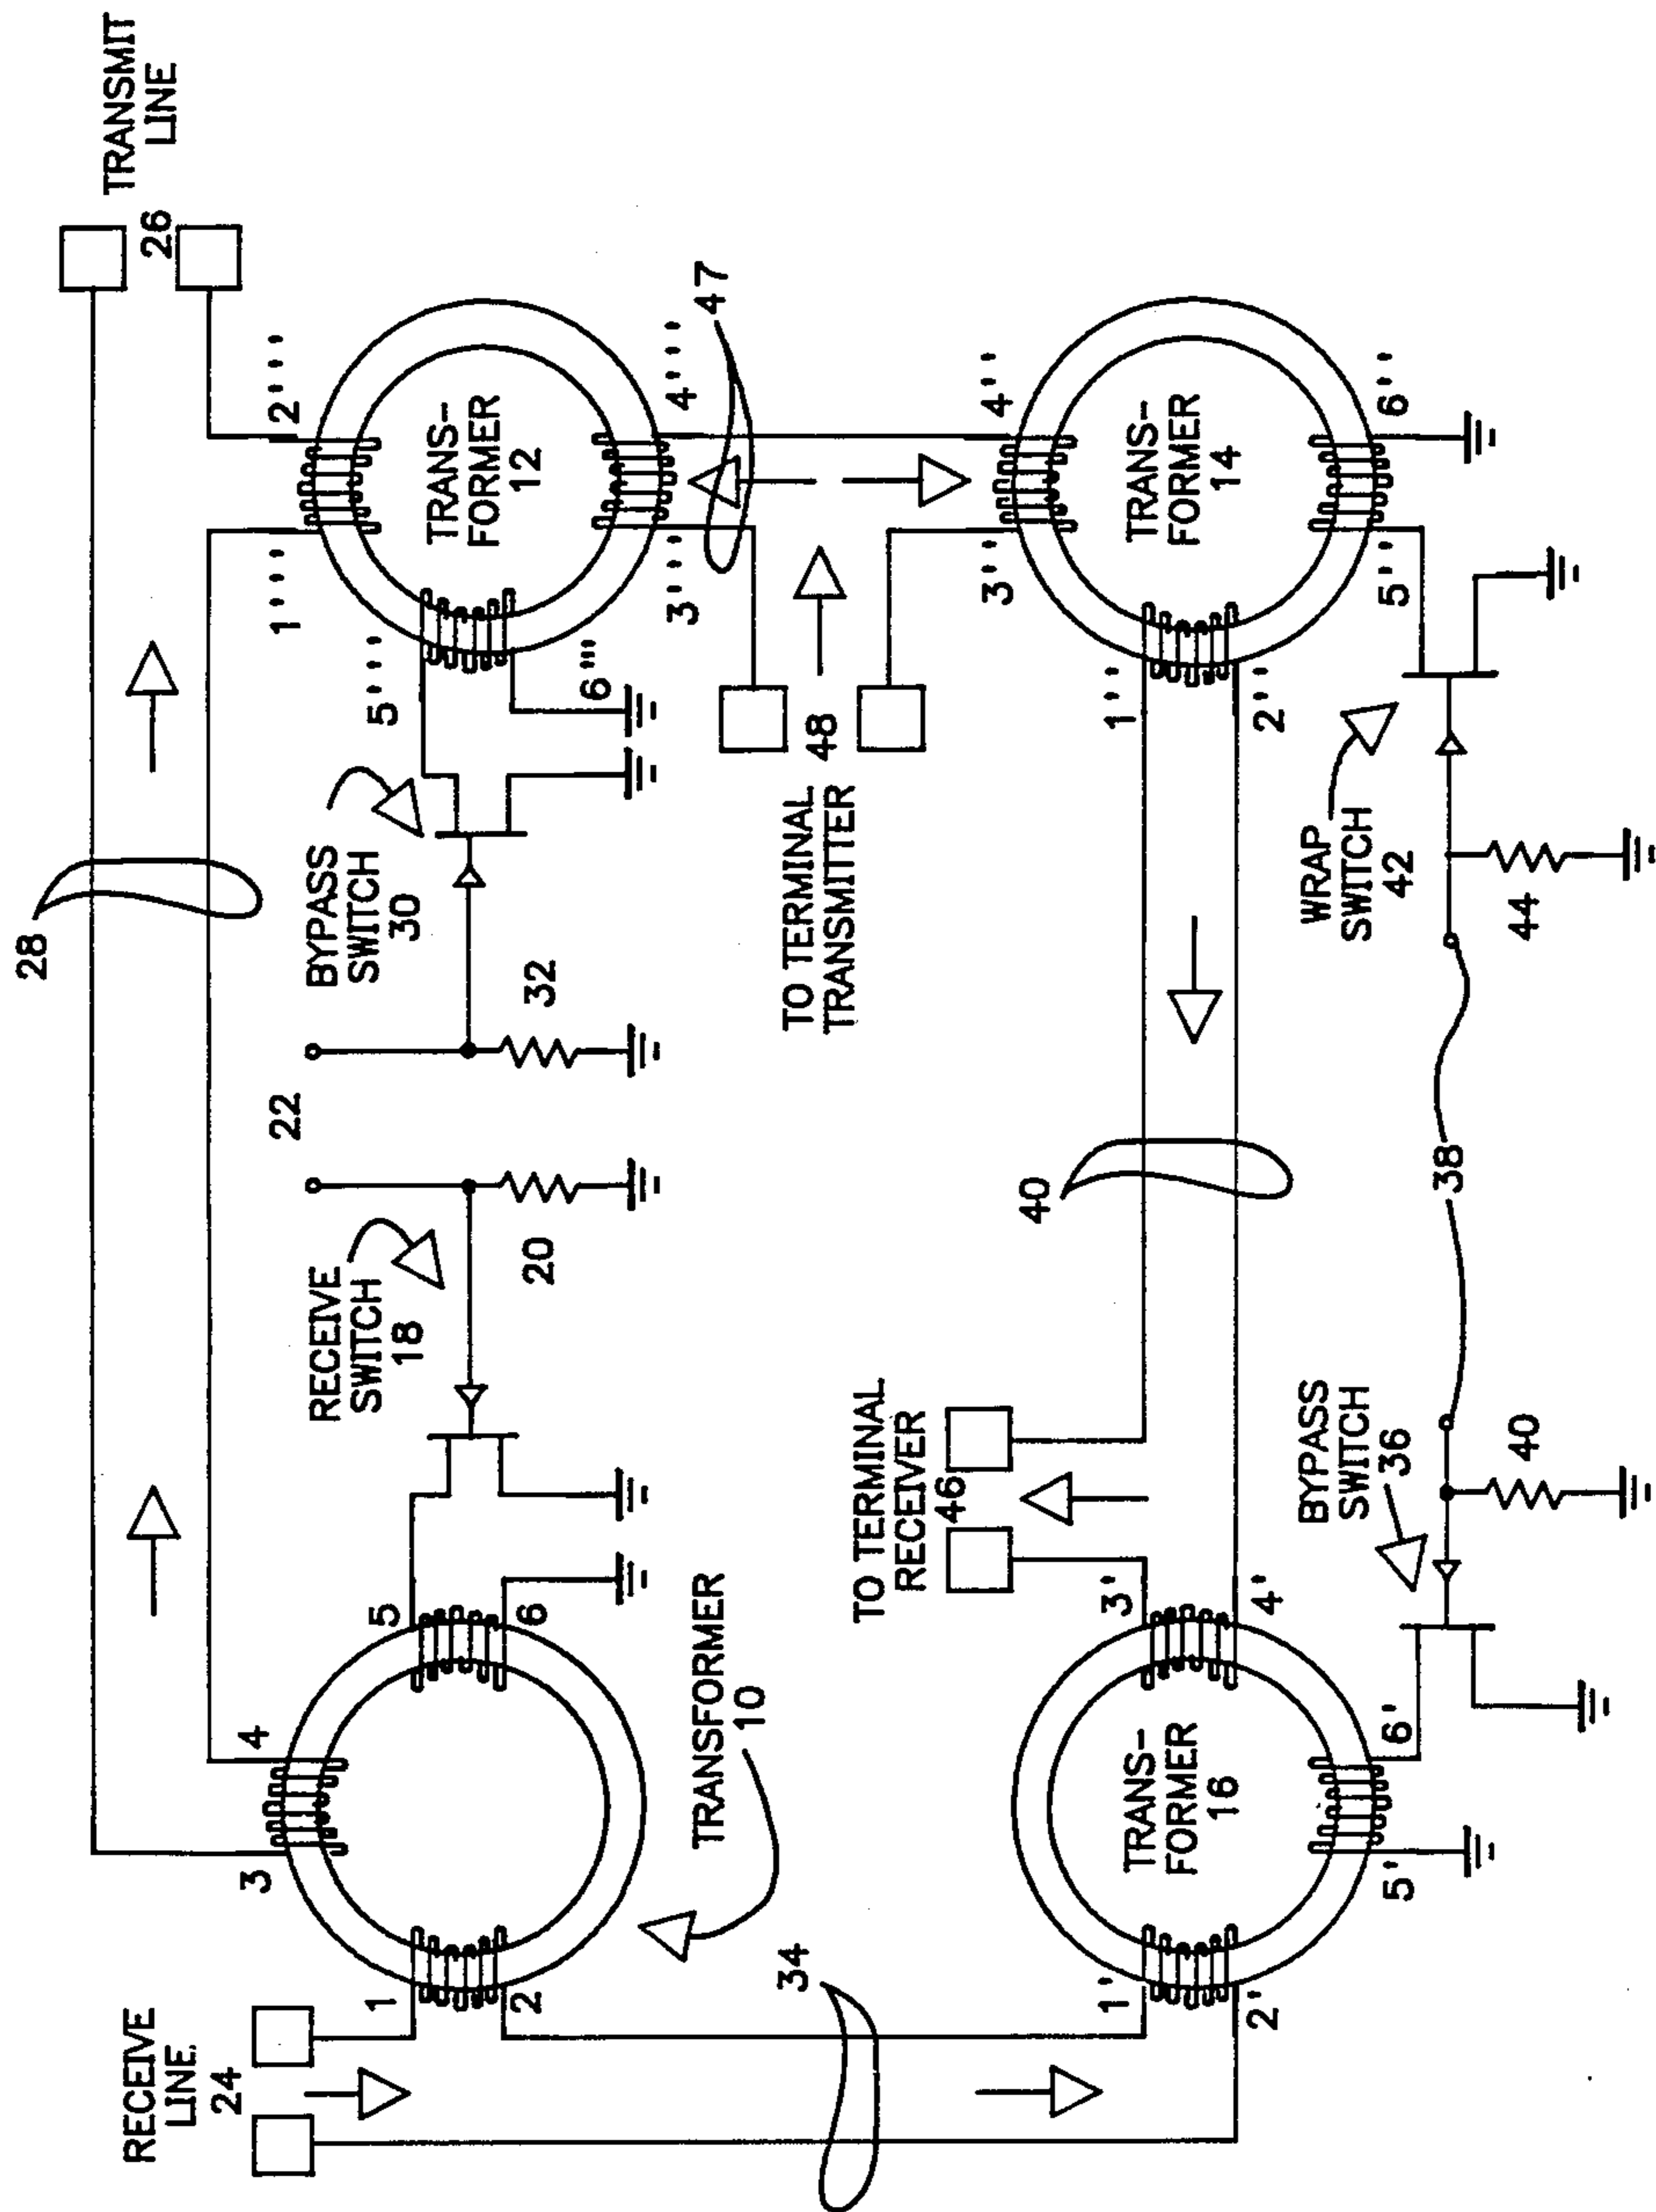 RECEIVE
LINE.
24
28
TRANSMIT
LINE
26
1
2
3
4
5
6
TRANSFORMER
10
RECEIVE
SWITCH
18
20
22
BYPASS
SWITCH
30
32
1''''
2''''
TRANS-
FORMER
12
5''''
6'''
3''''
4''''
47
34
TO TERMINAL
RECEIVER
46
TO TERMINAL
TRANSMITTER
48
1'
2'
3'
4'
TRANS-
FORMER
16
5'
6'
40
1''
2''
3'''
4''
TRANS-
FORMER
14
5''
6''
BYPASS
SWITCH
36
40
38
WRAP
SWITCH
42
44